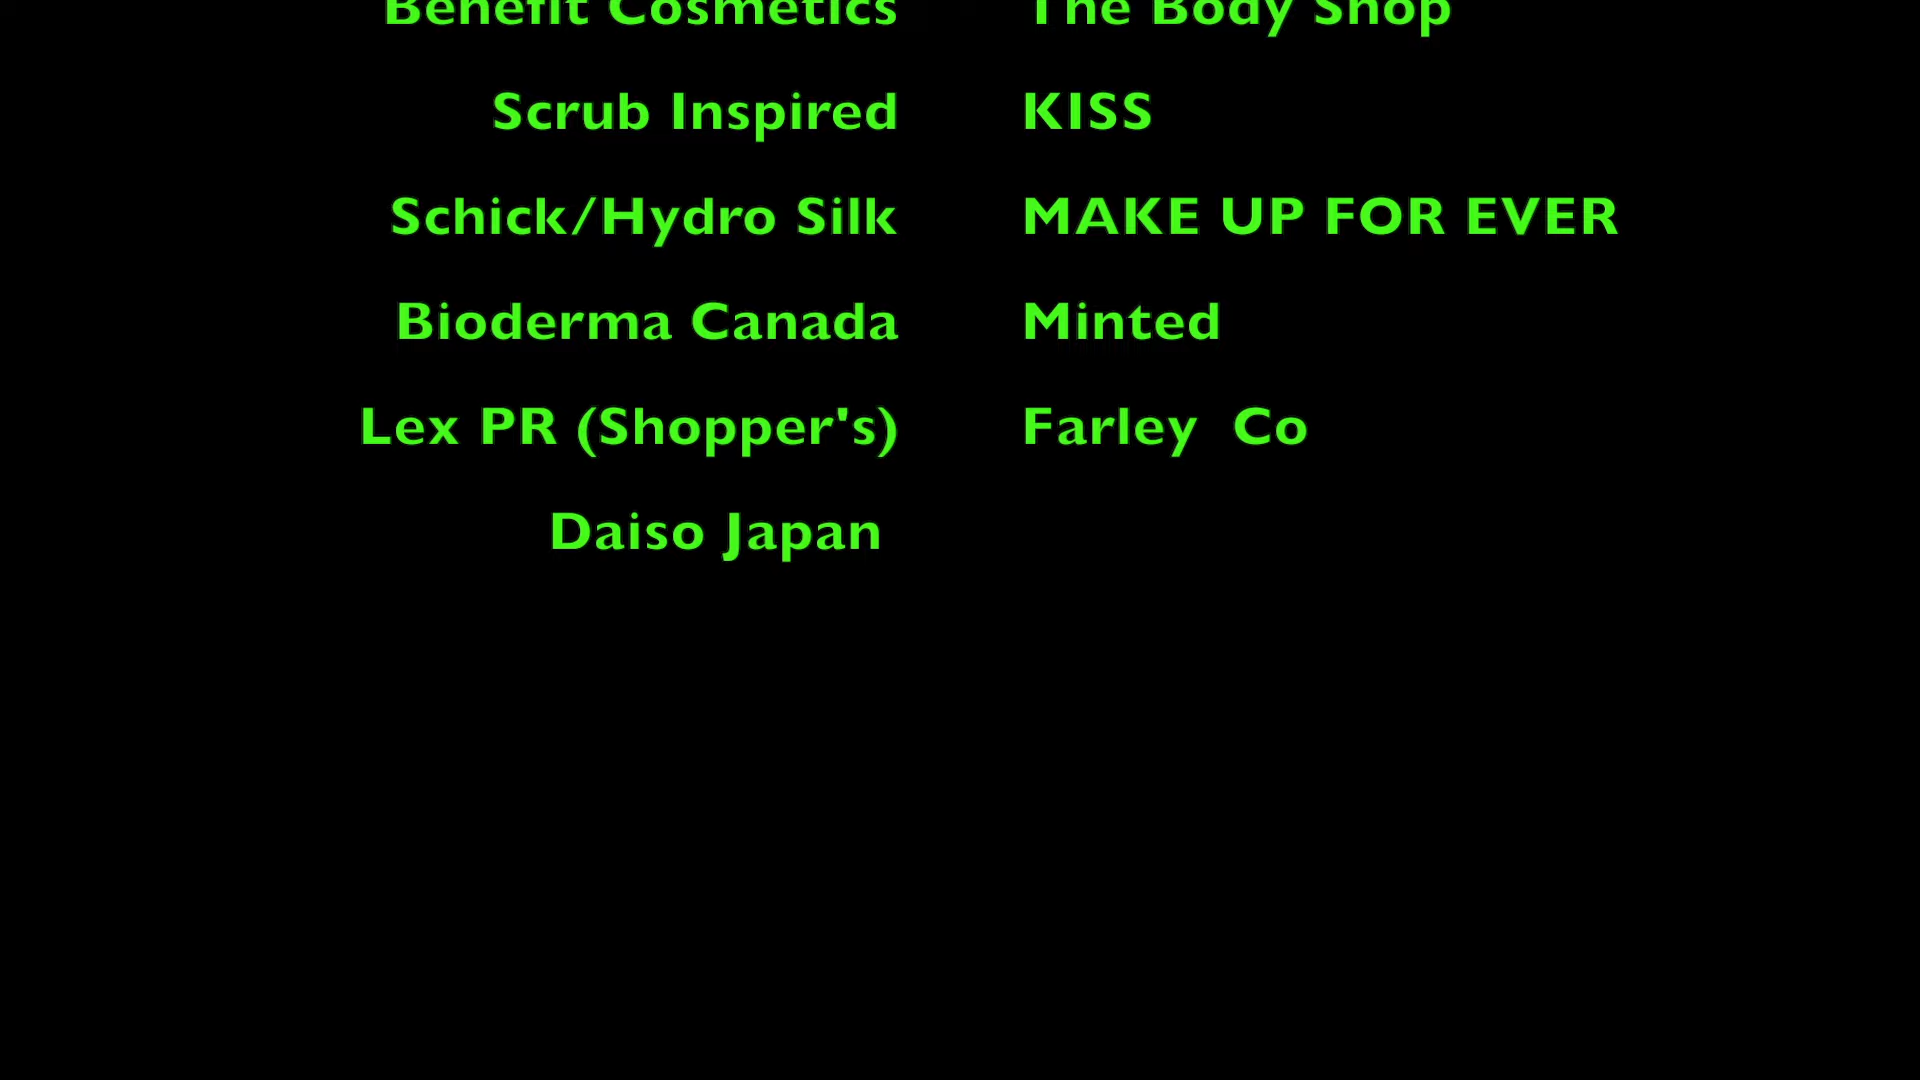 Benefit Cosmetics The Body Shop
Scrub Inspired KISS
Schick/Hydro Silk MAKE UP FOR EVER
Bioderma Canada Minted
Lex PR (Shopper's) Farley  Co
Daiso Japan